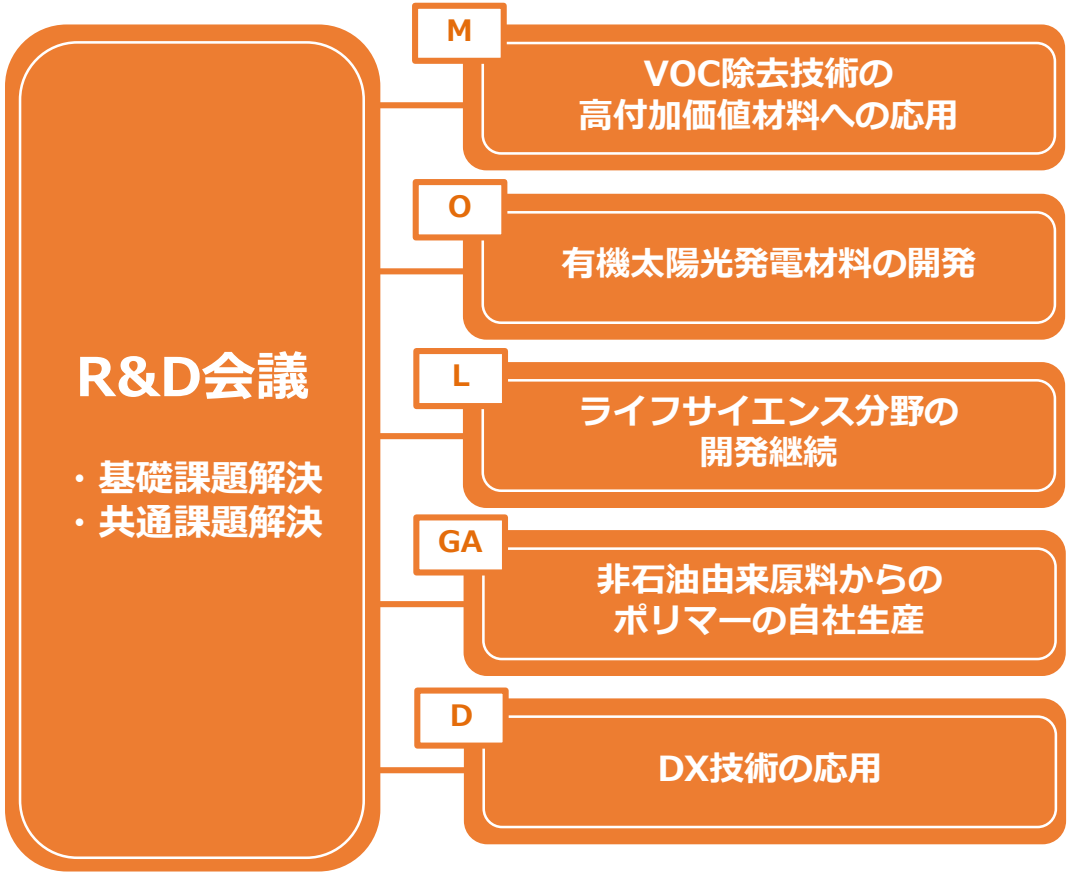 R&D会議
・基礎課題解決
・共通課題解決
M
VOC除去技術の
高付加価値材料への応用
O
有機太陽光発電材料の開発
L
ライフサイエンス分野の
開発継続
GA
非石油由来原料からの
ポリマーの自社生産
D
DX技術の応用